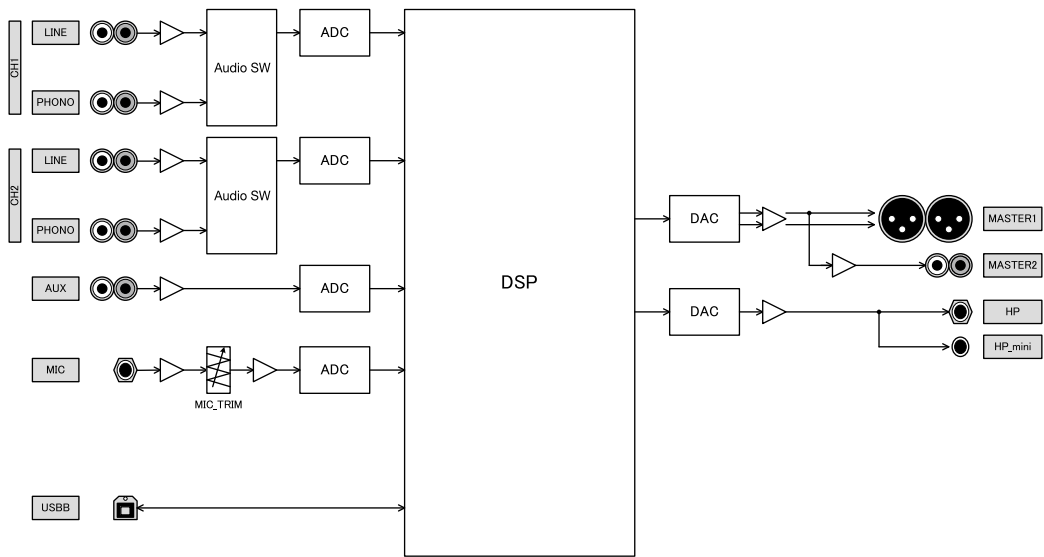 CH1
LINE
ADC
Audio SW
PHONO
CH2
LINE
ADC
Audio SW
PHONO
AUX
ADC
MIC
MIC_TRIM
ADC
USBB
DSP
DAC
MASTER1
MASTER2
DAC
HP
HP_mini